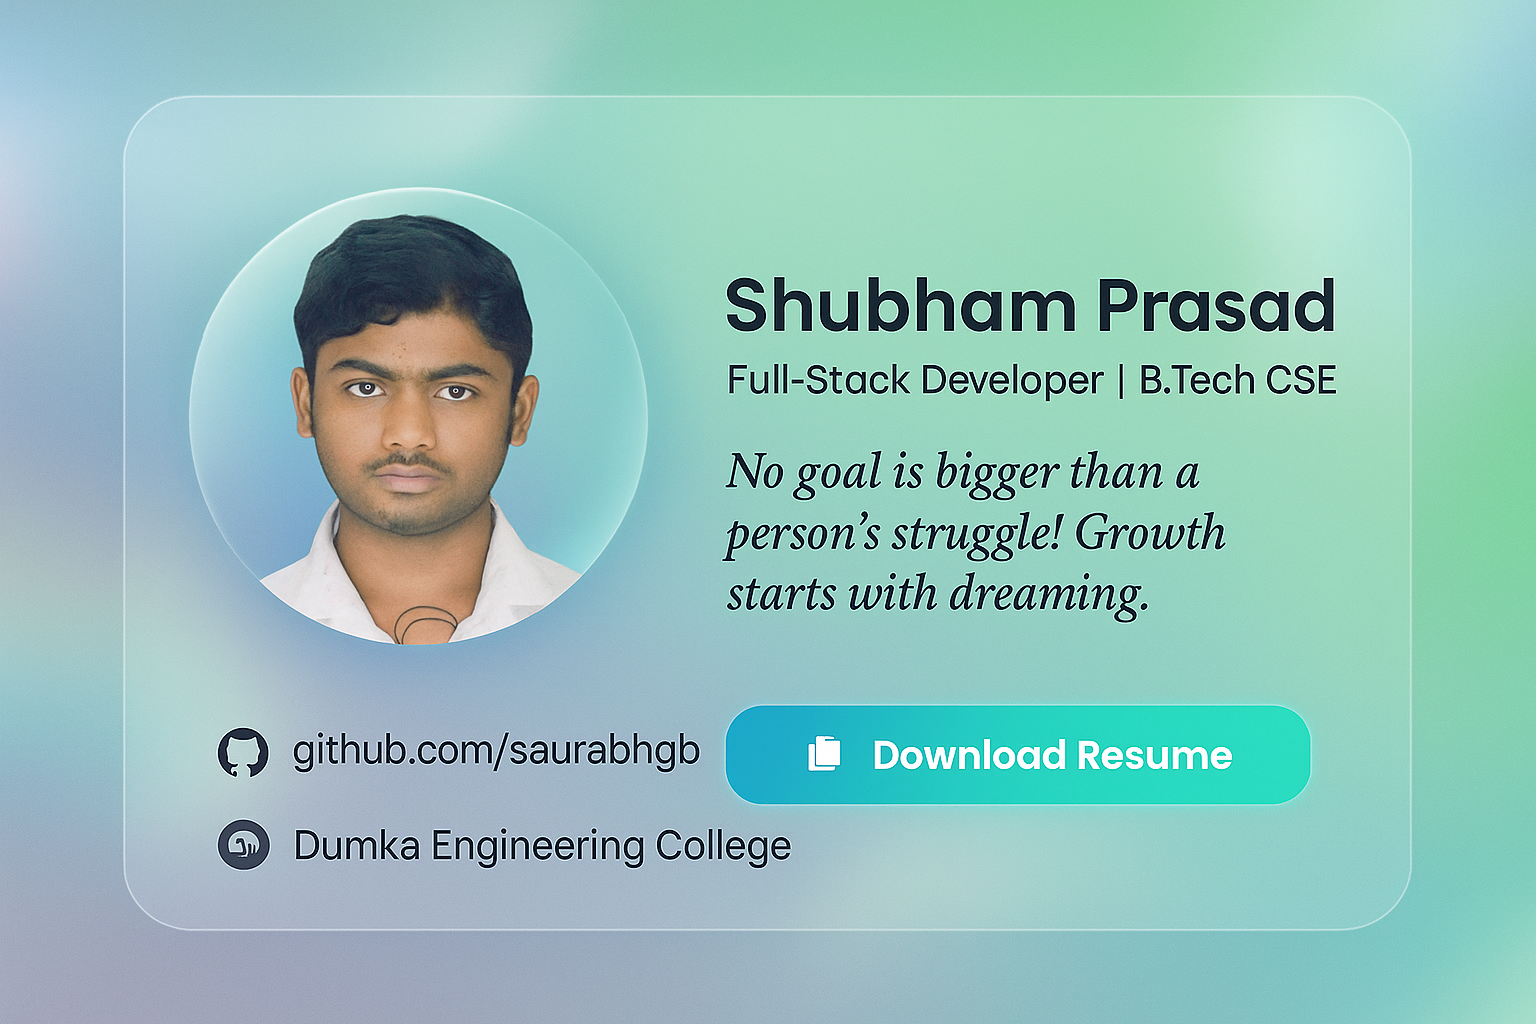 Shubham Prasad
Full-Stack Developer | B.Tech CSE
No goal is bigger than a
person’s struggle! Growth
starts with dreaming.
github.com/saurabhgb
Download Resume
Dumka Engineering College